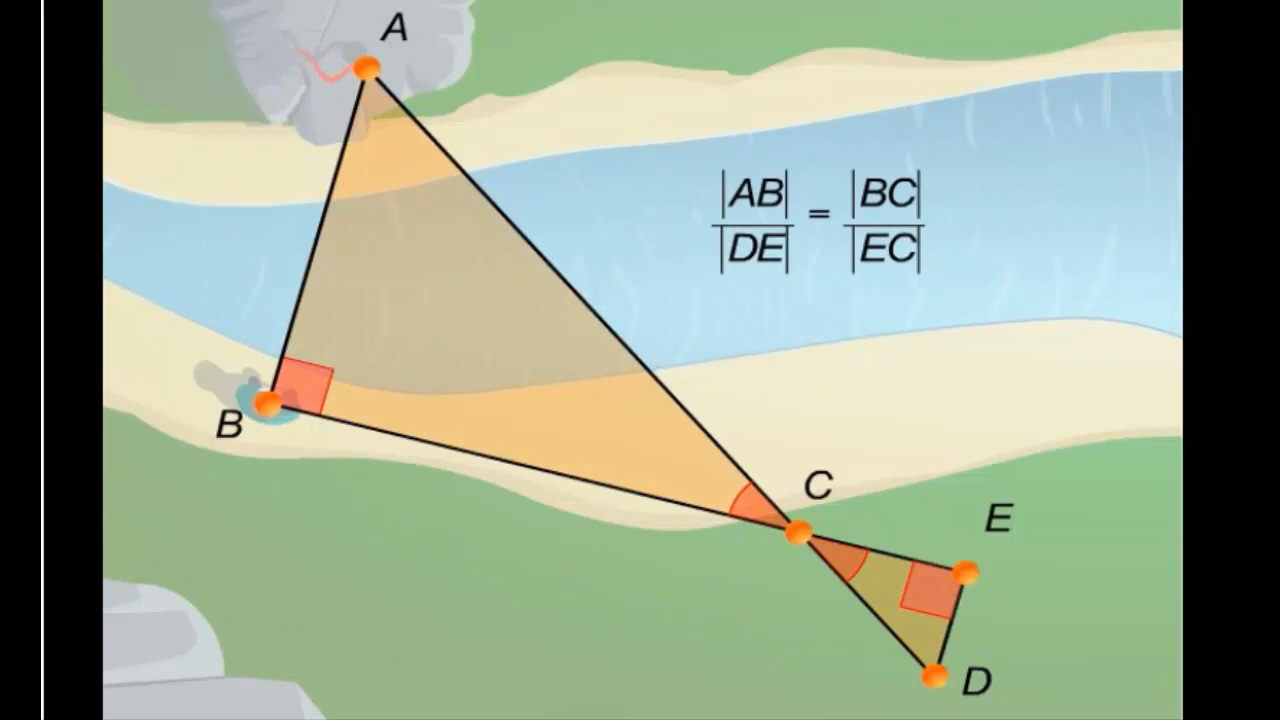 A
|AB| = |BC|
|DE| |EC|
B
C
E
D